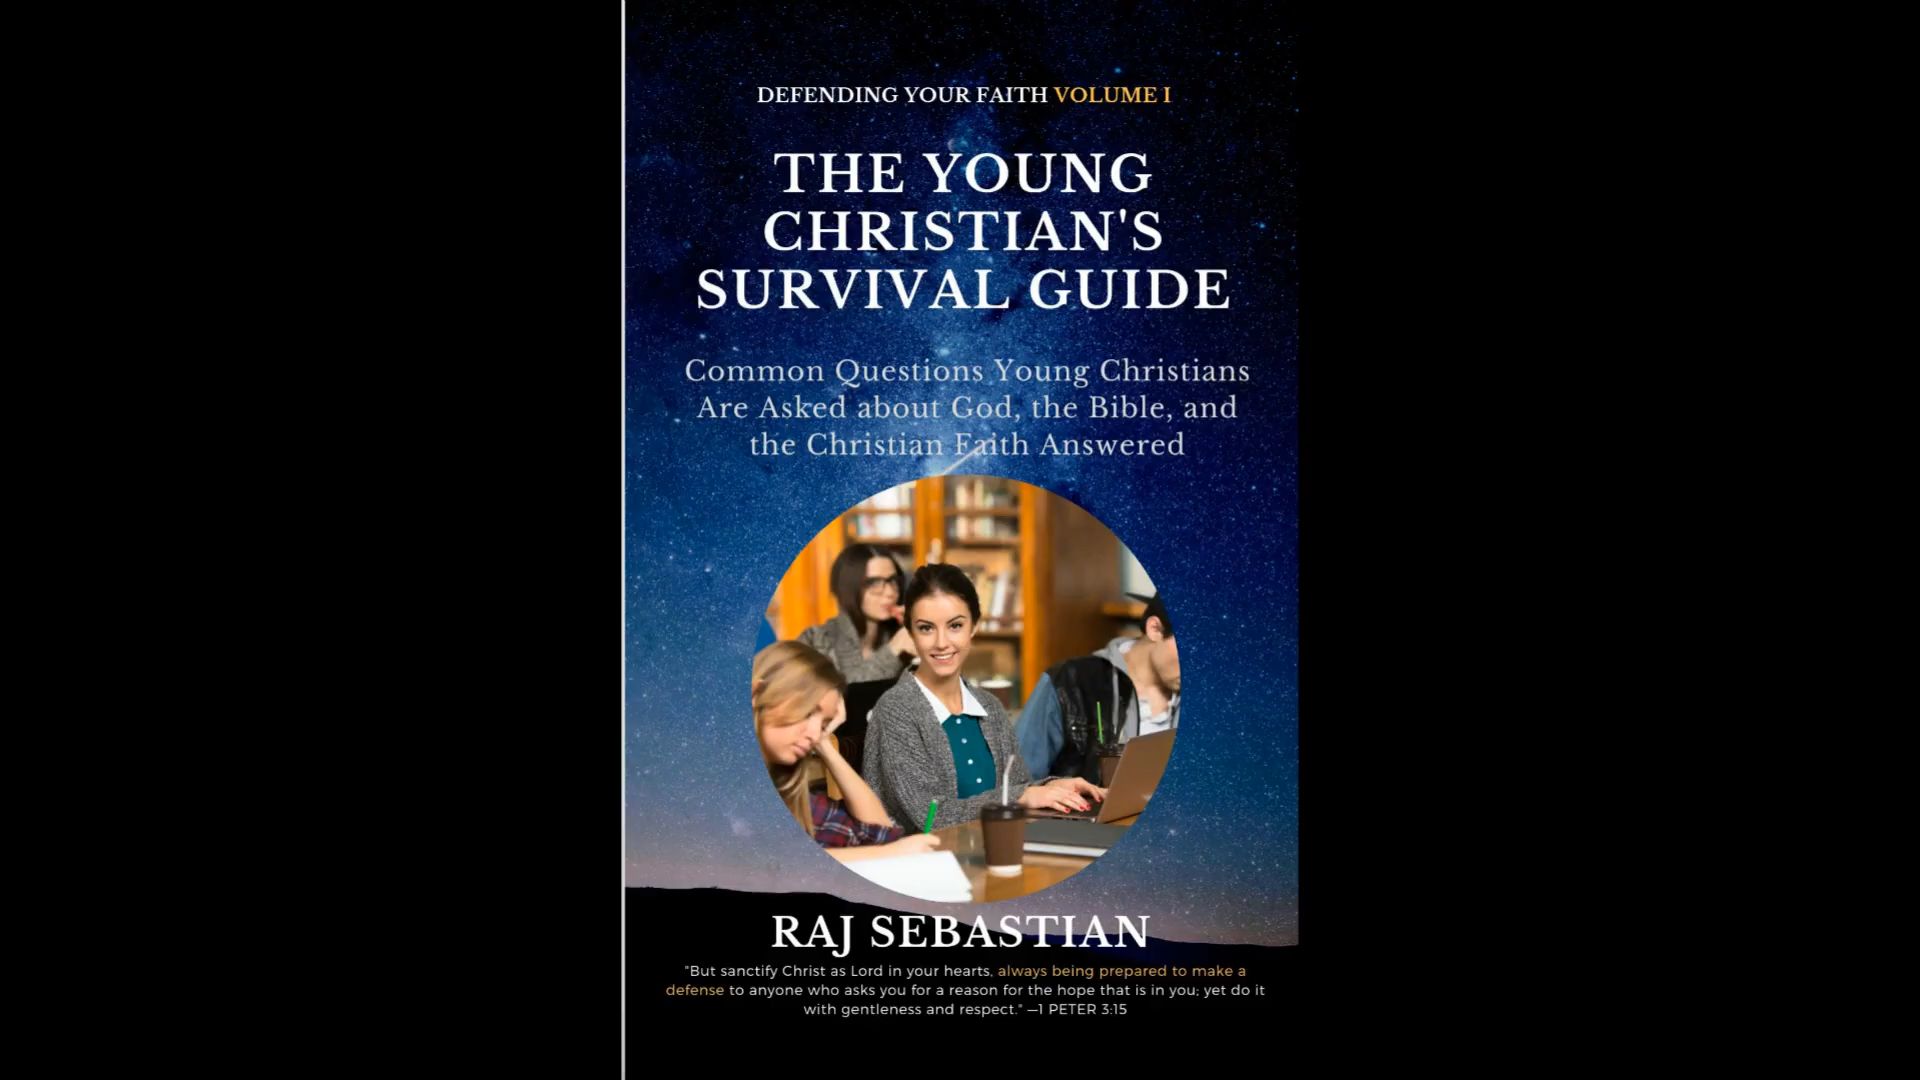 DEFENDING YOUR FAITH VOLUME I
THE YOUNG
CHRISTIAN'S
SURVIVAL GUIDE
Common Questions Young Christians
Are Asked about God, the Bible, and
the Christian Faith Answered
RAJ SEBASTIAN
"But sanctify Christ as Lord in your hearts, always being prepared to make a
defense to anyone who asks you for a reason for the hope that is in you; yet do it
with gentleness and respect." —1 PETER 3:15